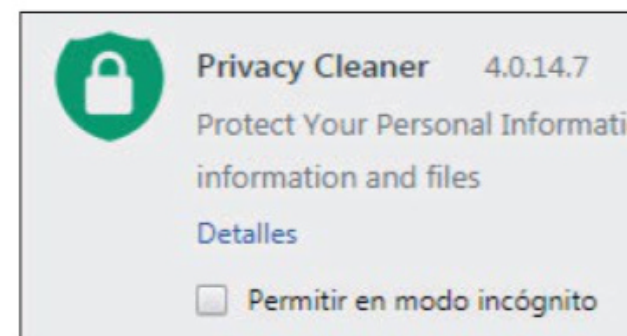 Privacy Cleaner 4.0.14.7
Protect Your Personal Informati
information and files
Detalles
Permitir en modo incógnito